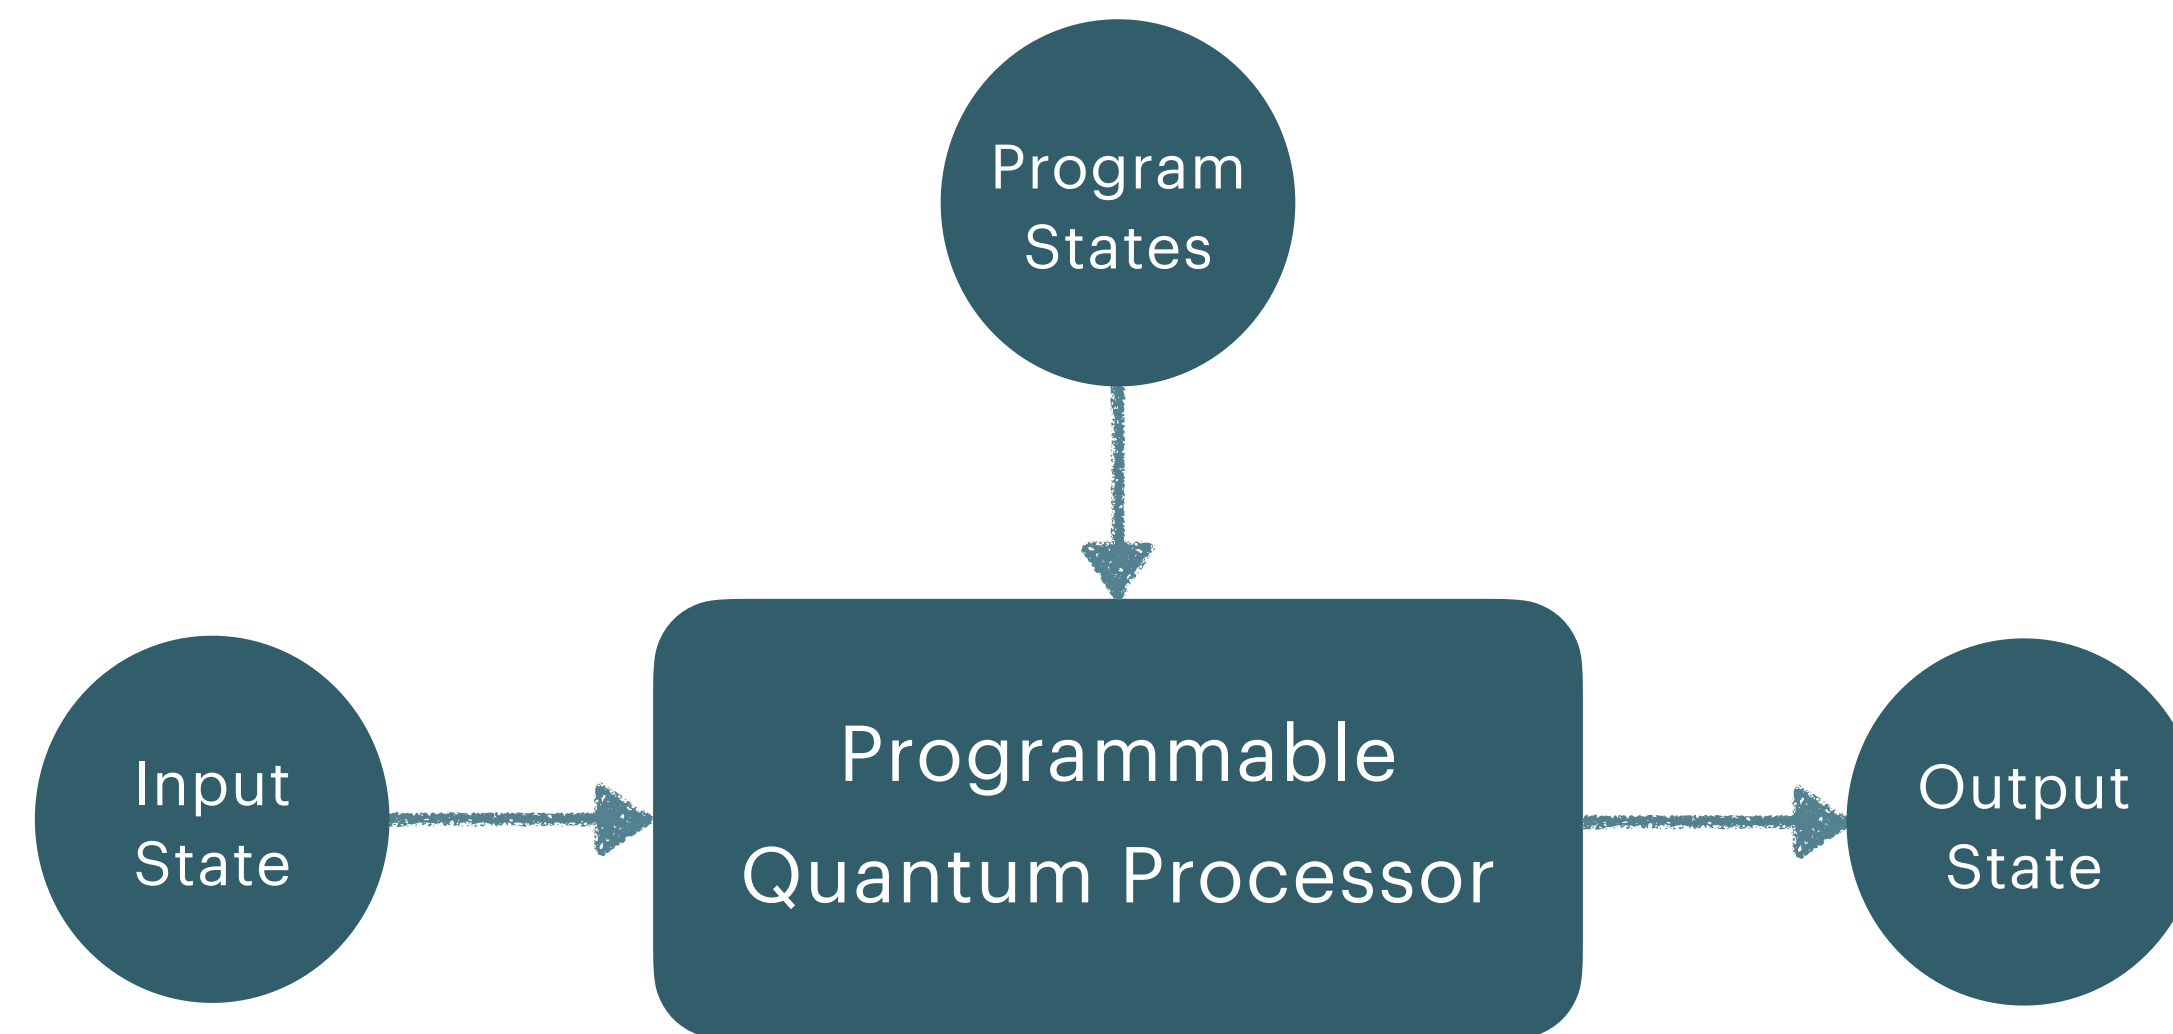 Program
States
Input
State
Programmable
Quantum Processor
Output
State